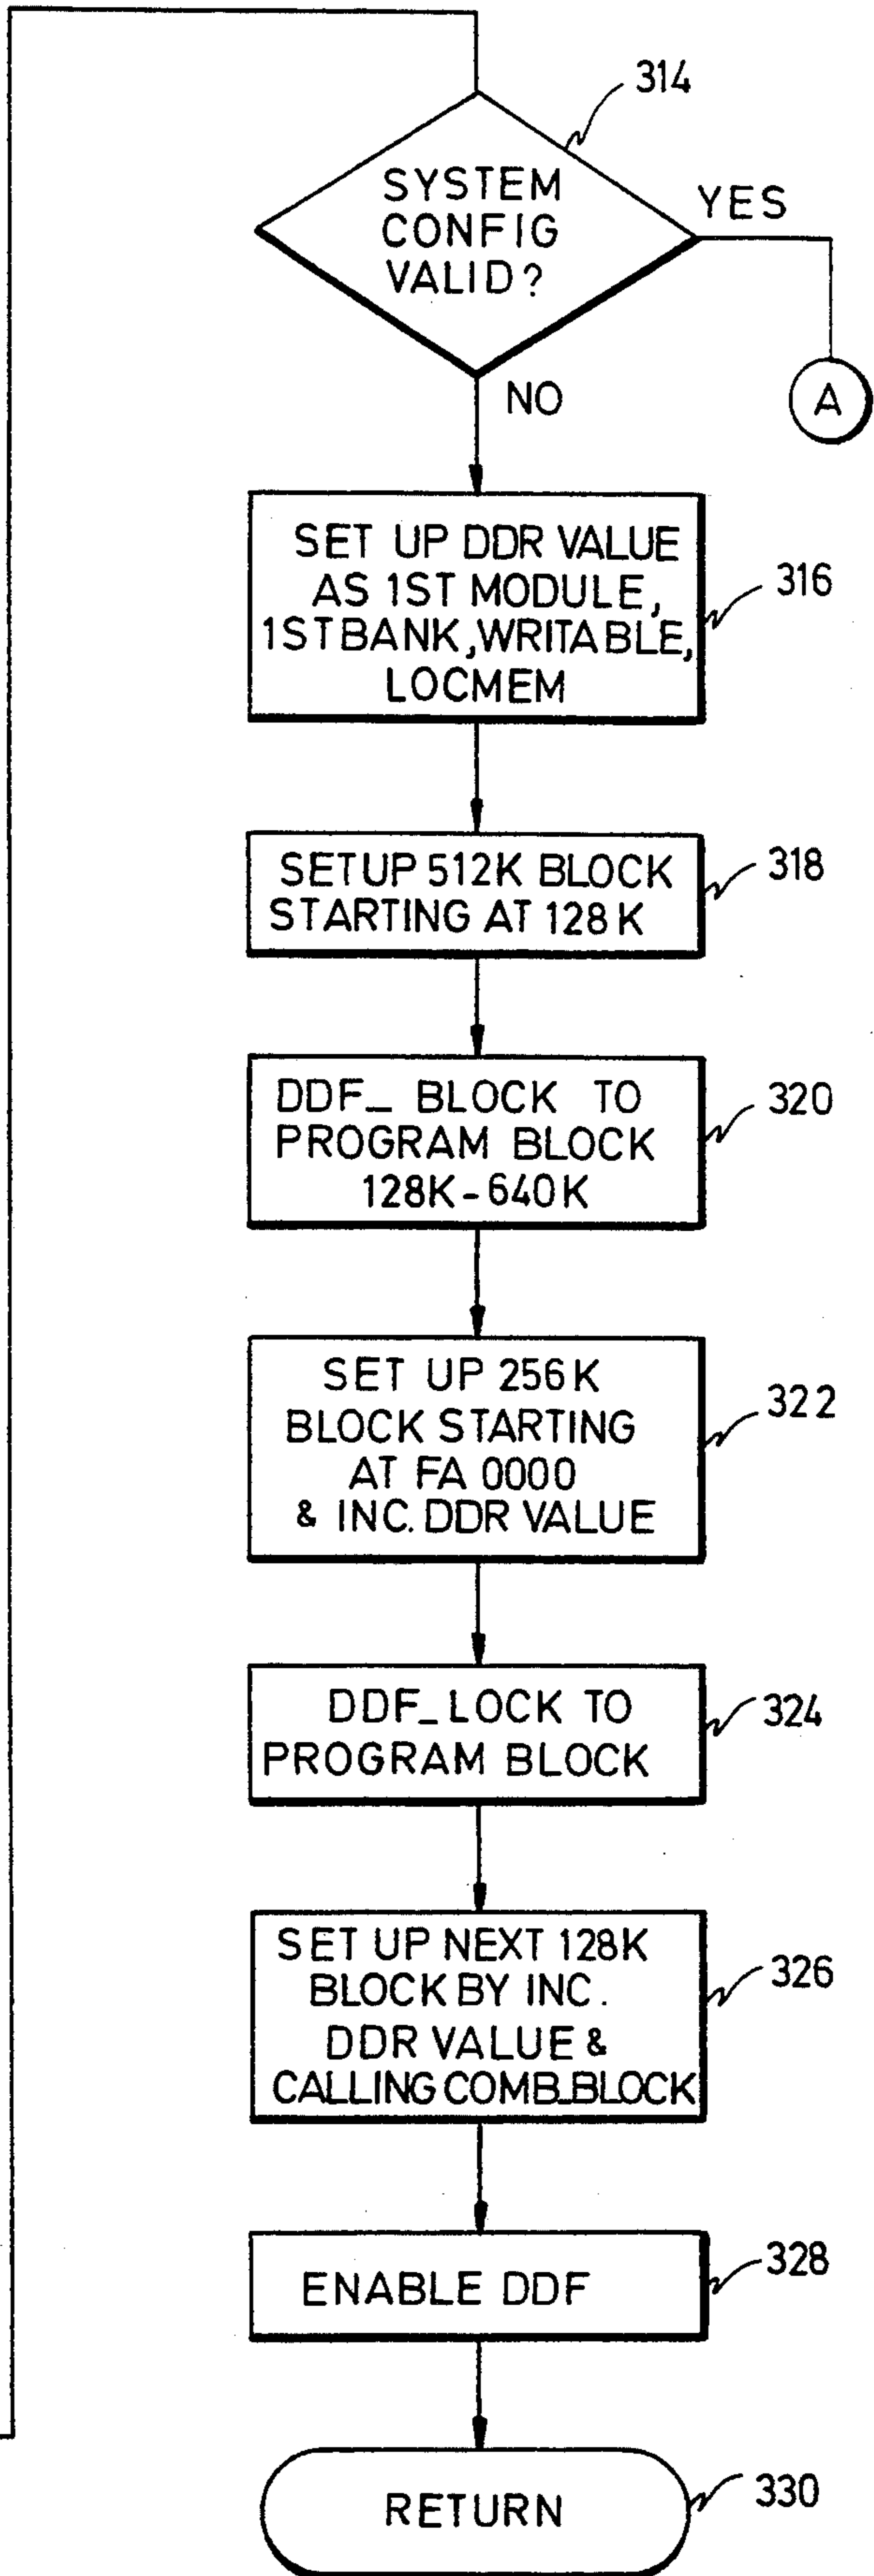 314
SYSTEM
CONFIG
VALID?
YES
A
NO
SET UP DDR VALUE
AS 1ST MODULE,
1ST BANK, WRITABLE,
LOCMEM
316
SETUP 512K BLOCK
STARTING AT 128K
318
DDF_ BLOCK TO
PROGRAM BLOCK
128K-640K
320
SET UP 256K
BLOCK STARTING
AT FA 0000
& INC. DDR VALUE
322
DDF_LOCK TO
PROGRAM BLOCK
324
SET UP NEXT 128K
BLOCK BY INC.
DDR VALUE &
CALLING COMB_BLOCK
326
ENABLE DDF
328
RETURN
330